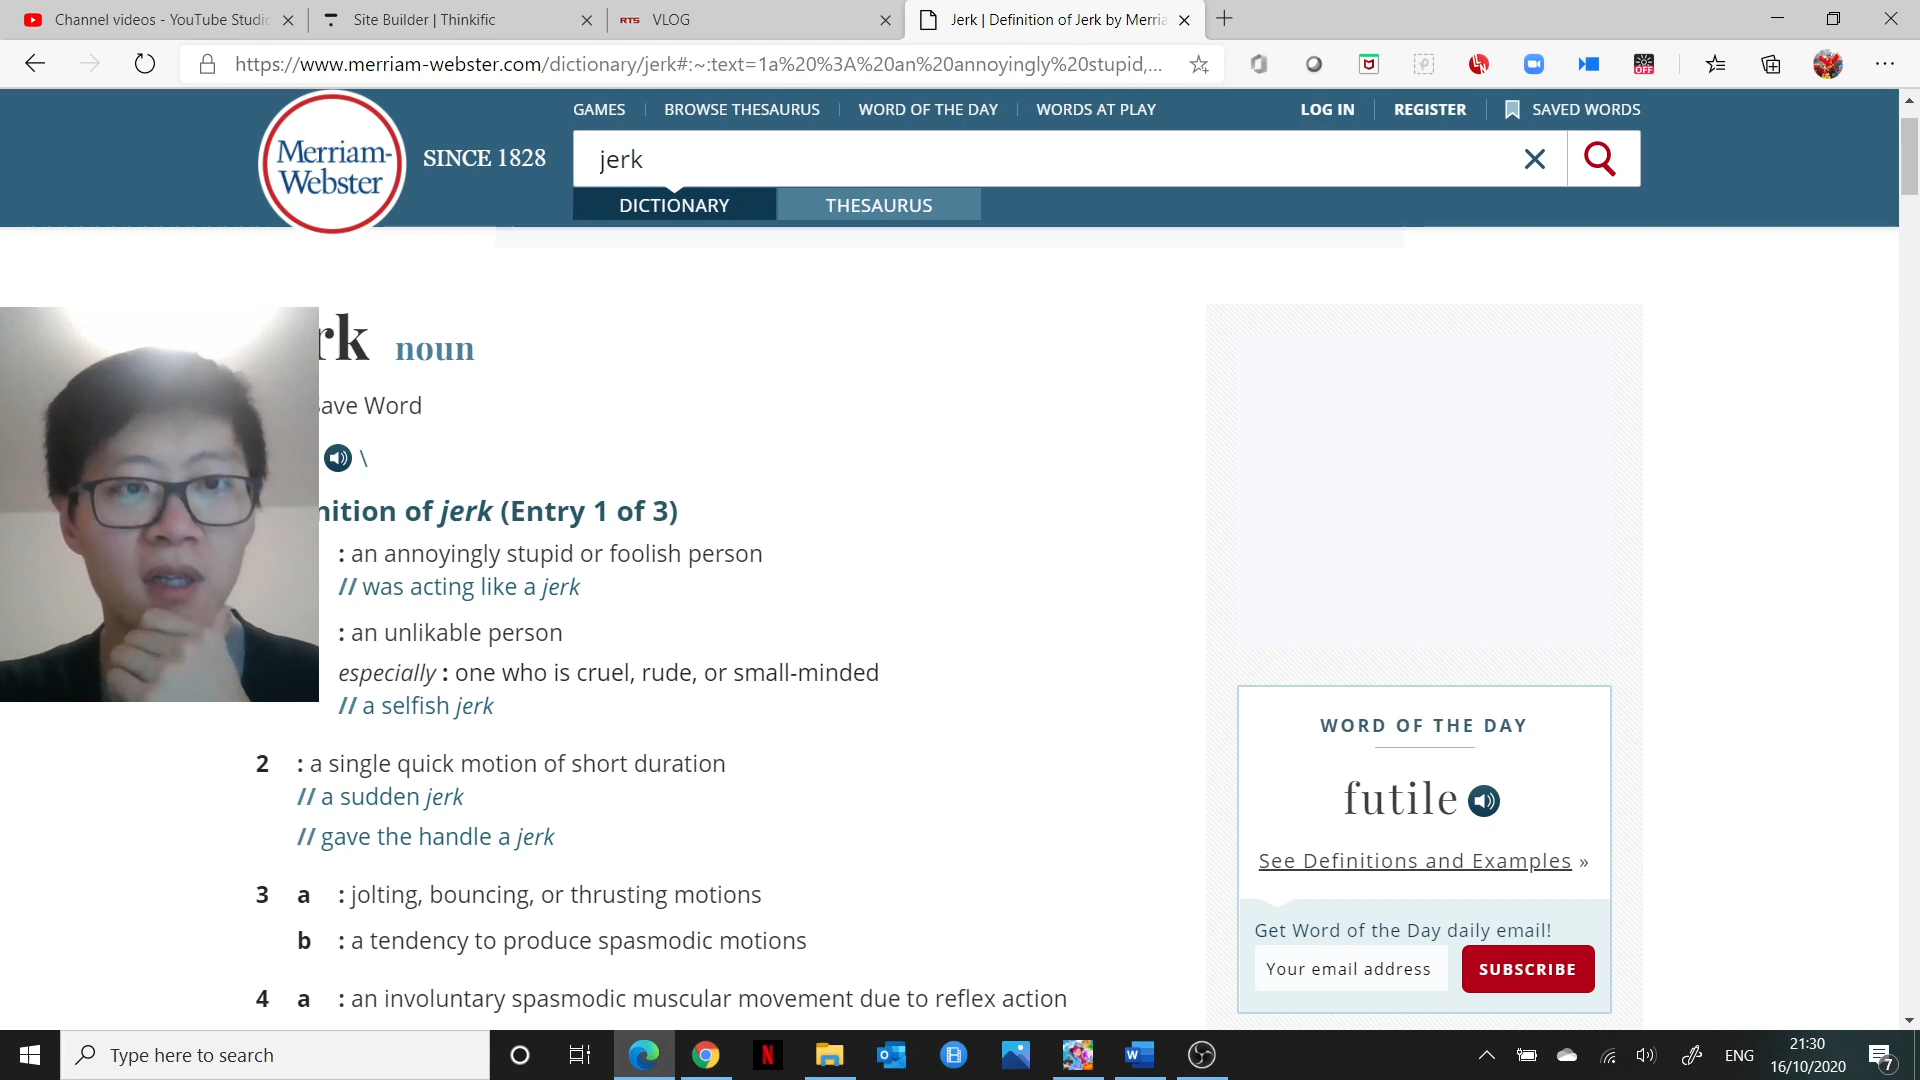 Channel videos - YouTube Studi
Site Builder | Thinkific
RTS VLOG
Jerk | Definition of Jerk by Merria
https://www.merriam-webster.com/dictionary/jerk#:~:text=1a%20%3A%20an%20annoyingly%20stupid,...
OFF
GAMES
BROWSE THESAURUS
WORD OF THE DAY
WORDS AT PLAY
LOG IN
REGISTER
SAVED WORDS
Merriam-
Webster
SINCE 1828
jerk
DICTIONARY
THESAURUS
rk noun
Save Word
\
nition of jerk (Entry 1 of 3)
: an annoyingly stupid or foolish person
// was acting like a jerk
: an unlikable person
especially : one who is cruel, rude, or small-minded
// a selfish jerk
2 : a single quick motion of short duration
// a sudden jerk
// gave the handle a jerk
3 a : jolting, bouncing, or thrusting motions
b : a tendency to produce spasmodic motions
4 a : an involuntary spasmodic muscular movement due to reflex action
WORD OF THE DAY
futile
See Definitions and Examples »
Get Word of the Day daily email!
Your email address
SUBSCRIBE
Type here to search
ENG
21:30
16/10/2020
7